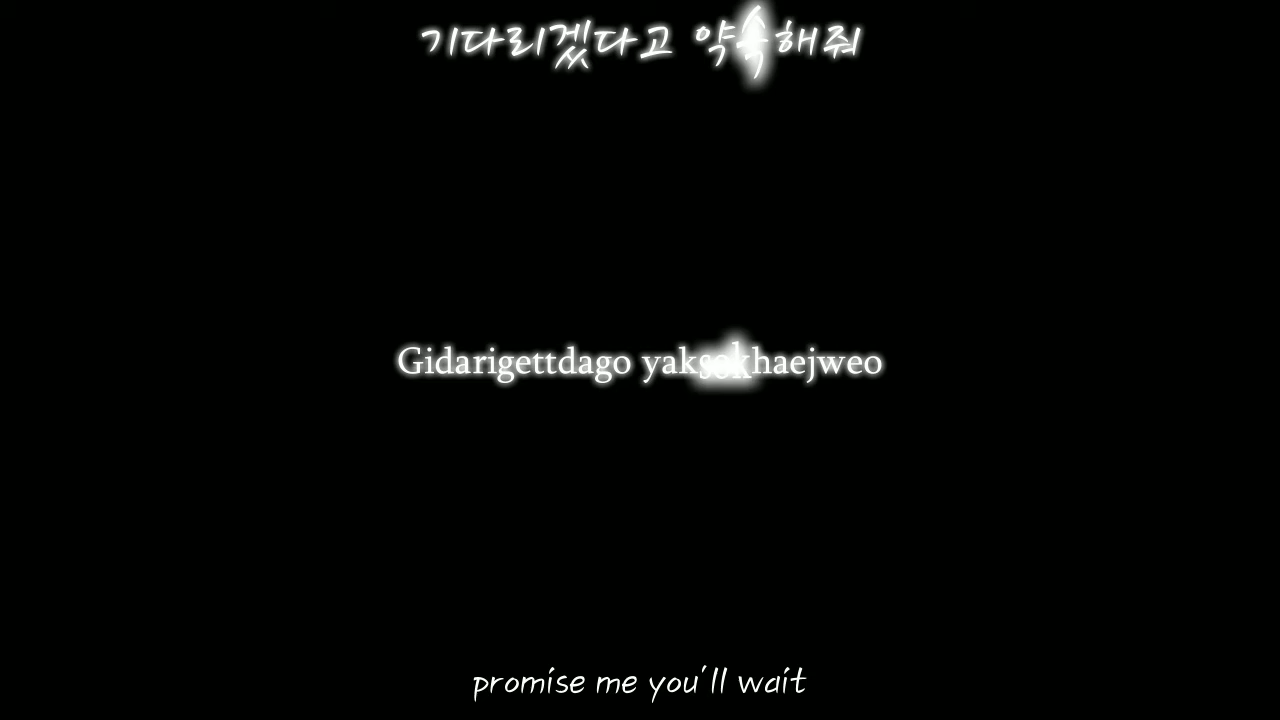 기다리겠다고 약속해줘
Gidarigettdago yaksokhaejweo
promise me you'll wait